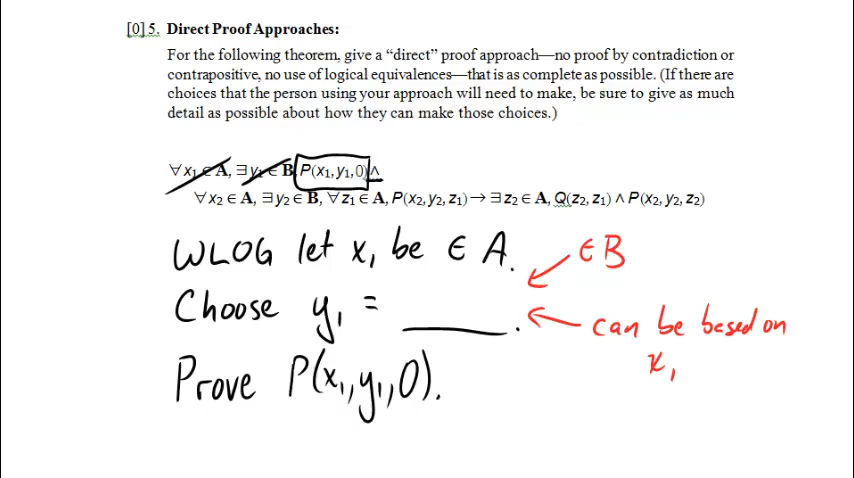 [0] 5. Direct Proof Approaches:
For the following theorem, give a “direct” proof approach—no proof by contradiction or
contrapositive, no use of logical equivalences—that is as complete as possible. (If there are
choices that the person using your approach will need to make, be sure to give as much
detail as possible about how they can make those choices.)
∀x₁ ∈ A, ∃y₁ ∈ B, P(x₁, y₁, 0) ∧
∀x₂ ∈ A, ∃y₂ ∈ B, ∀z₁ ∈ A, P(x₂, y₂, z₁) → ∃z₂ ∈ A, Q(z₂, z₁) ∧ P(x₂, y₂, z₂)
WLOG let x₁ be ∈ A.
∈ B
Choose y₁ = ______.
can be based on
x₁
Prove P(x₁, y₁, 0).